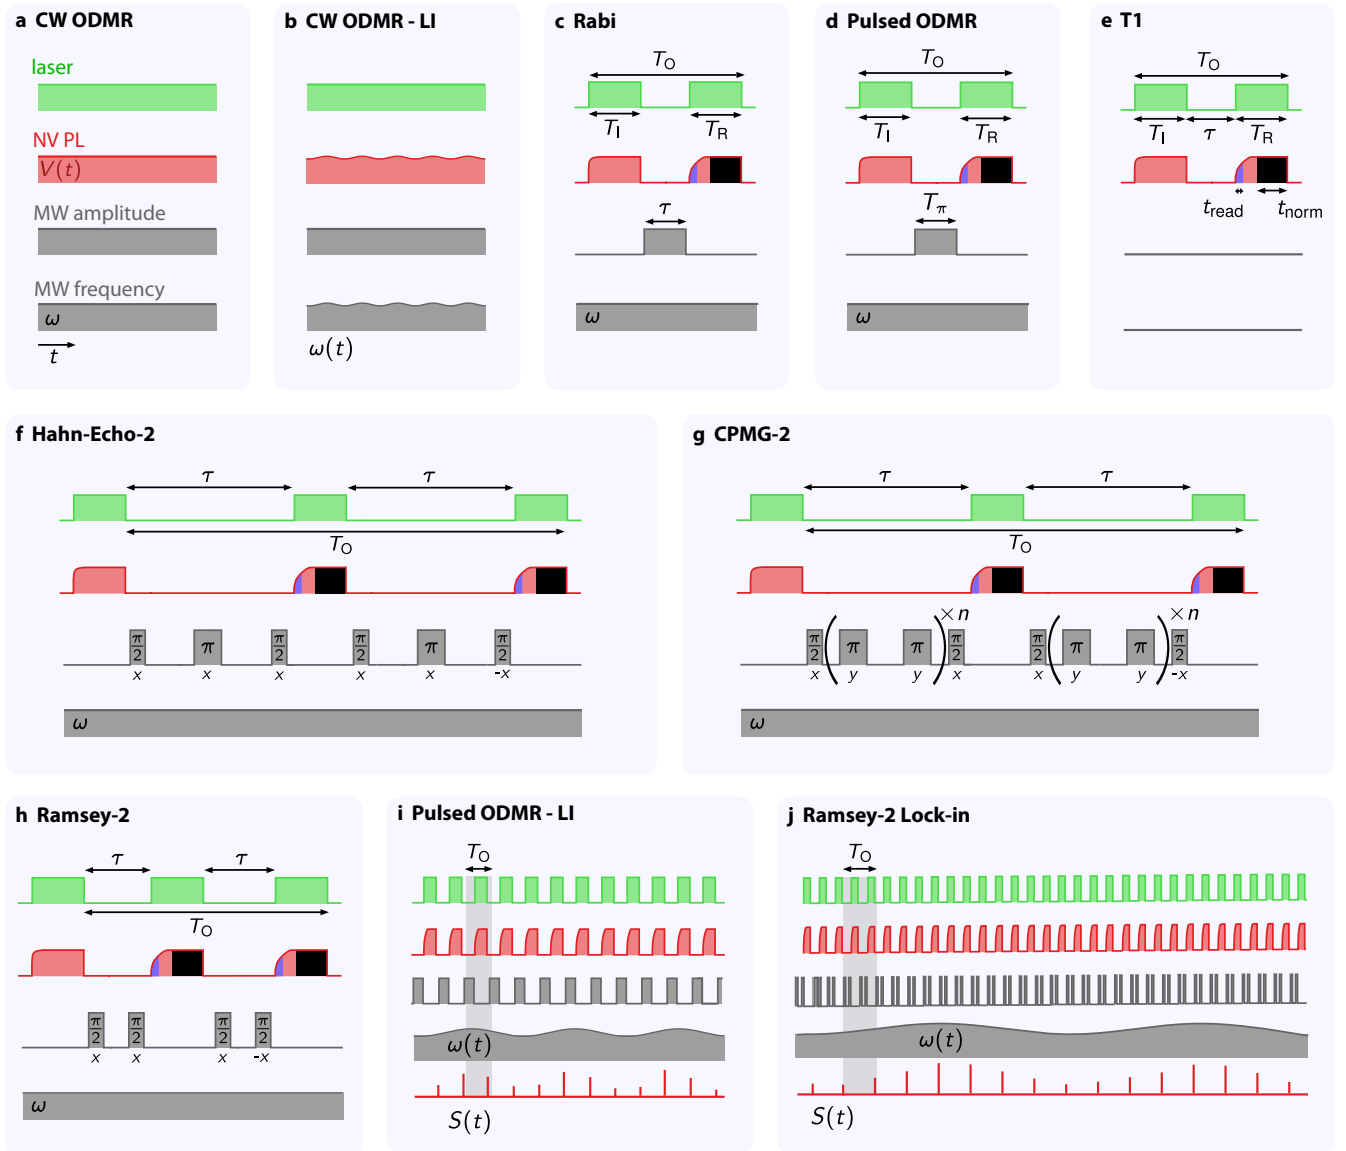 a CW ODMR
laser
NV PL
V(t)
MW amplitude
MW frequency
ω
t
b CW ODMR - LI
ω(t)
c Rabi
T_O
T_I
T_R
τ
ω
d Pulsed ODMR
T_O
T_I
T_R
T_π
ω
e T1
T_O
T_I τ T_R
t_read t_norm
f Hahn-Echo-2
τ τ
T_O
π/2 π π/2 π/2 π π/2
x x x x x -x
ω
g CPMG-2
τ τ
T_O
×n ×n
π/2 ( π π ) π/2 π/2 ( π π ) π/2
x y y x x y y -x
ω
h Ramsey-2
τ τ
T_O
π/2 π/2 π/2 π/2
x x x -x
ω
i Pulsed ODMR - LI
T_O
ω(t)
S(t)
j Ramsey-2 Lock-in
T_O
ω(t)
S(t)